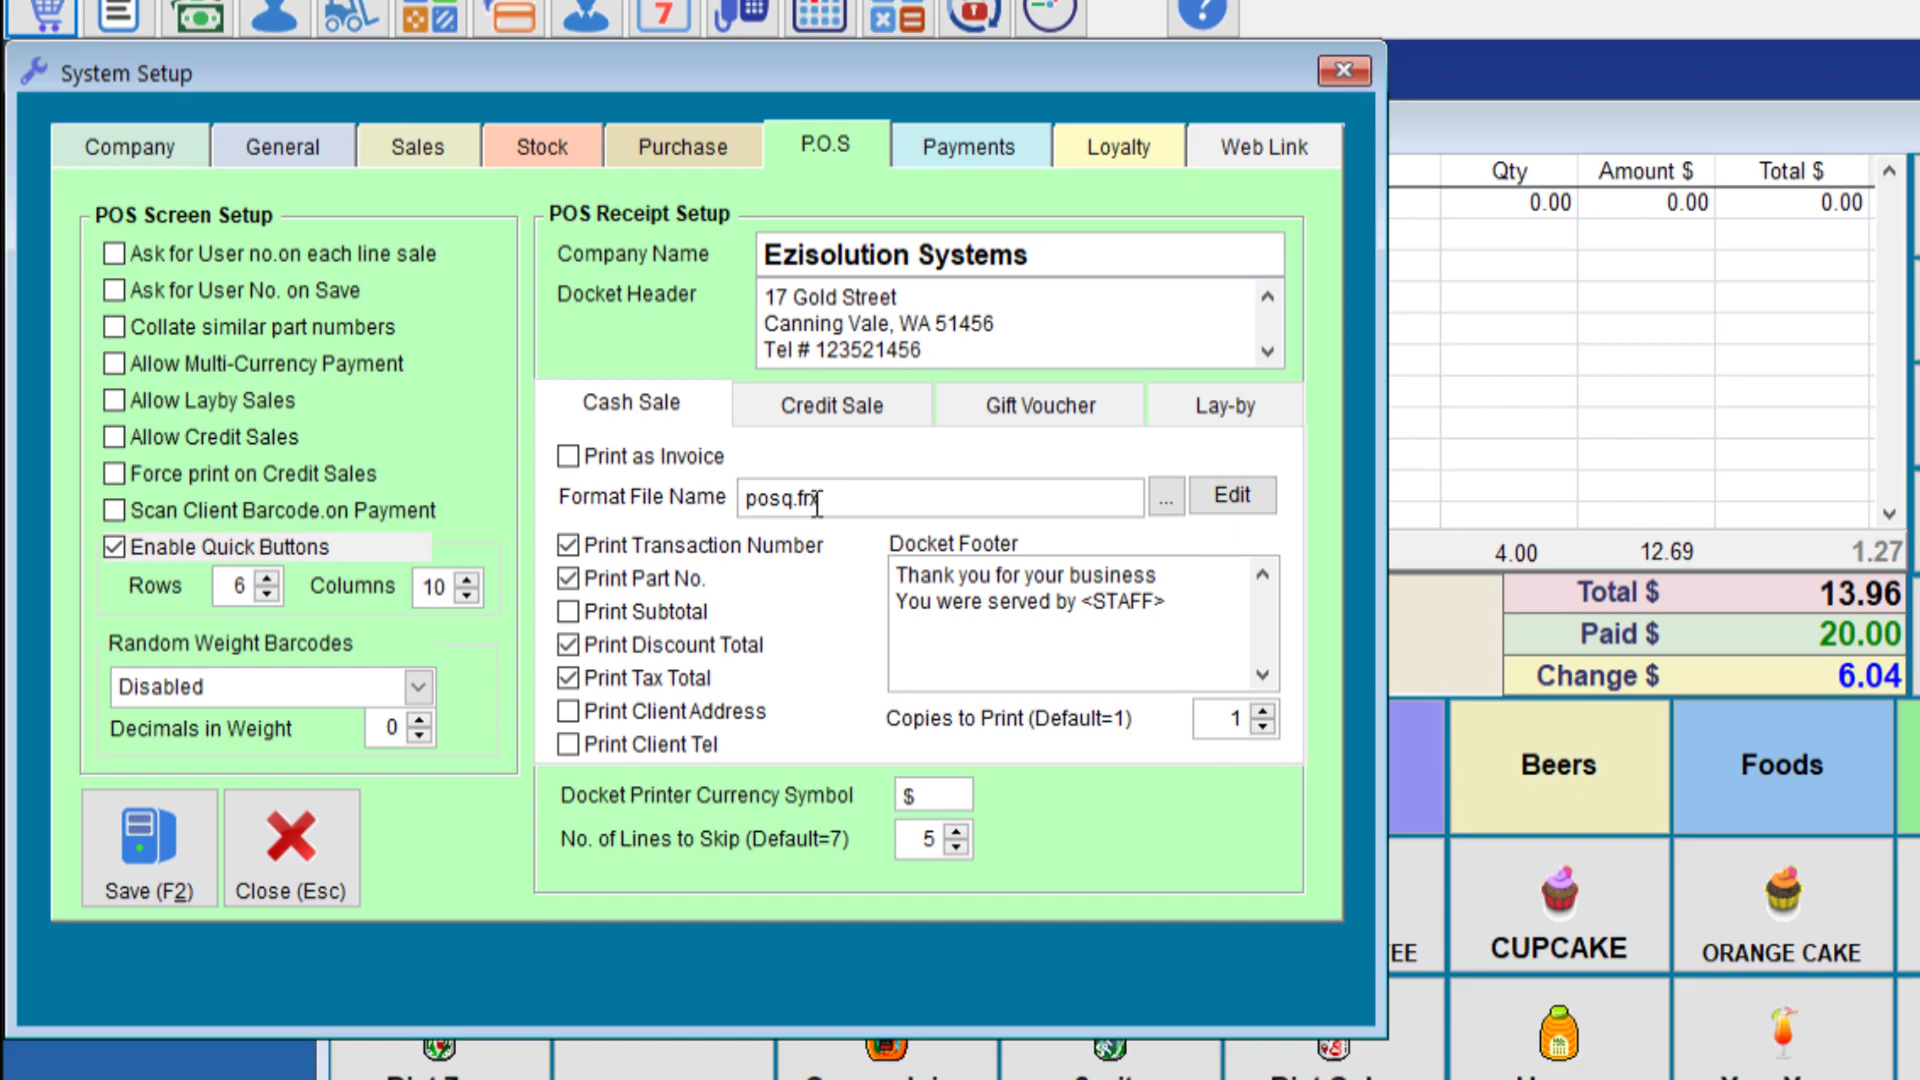 7
?
System Setup
Company
General
Sales
Stock
Purchase
P.O.S
Payments
Loyalty
Web Link
POS Screen Setup
Ask for User no.on each line sale
Ask for User No. on Save
Collate similar part numbers
Allow Multi-Currency Payment
Allow Layby Sales
Allow Credit Sales
Force print on Credit Sales
Scan Client Barcode.on Payment
Enable Quick Buttons
Rows 6 Columns 10
Random Weight Barcodes
Disabled
Decimals in Weight 0
Save (F2)
Close (Esc)
POS Receipt Setup
Company Name Ezisolution Systems
Docket Header 17 Gold Street
Canning Vale, WA 51456
Tel # 123521456
Cash Sale
Credit Sale
Gift Voucher
Lay-by
Print as Invoice
Format File Name posq.frx ... Edit
Print Transaction Number
Print Part No.
Print Subtotal
Print Discount Total
Print Tax Total
Print Client Address
Print Client Tel
Docket Footer
Thank you for your business
You were served by <STAFF>
Copies to Print (Default=1) 1
Docket Printer Currency Symbol $
No. of Lines to Skip (Default=7) 5
Qty Amount $ Total $
0.00 0.00 0.00
4.00 12.69 1.27
Total $ 13.96
Paid $ 20.00
Change $ 6.04
Beers
Foods
EE
CUPCAKE
ORANGE CAKE